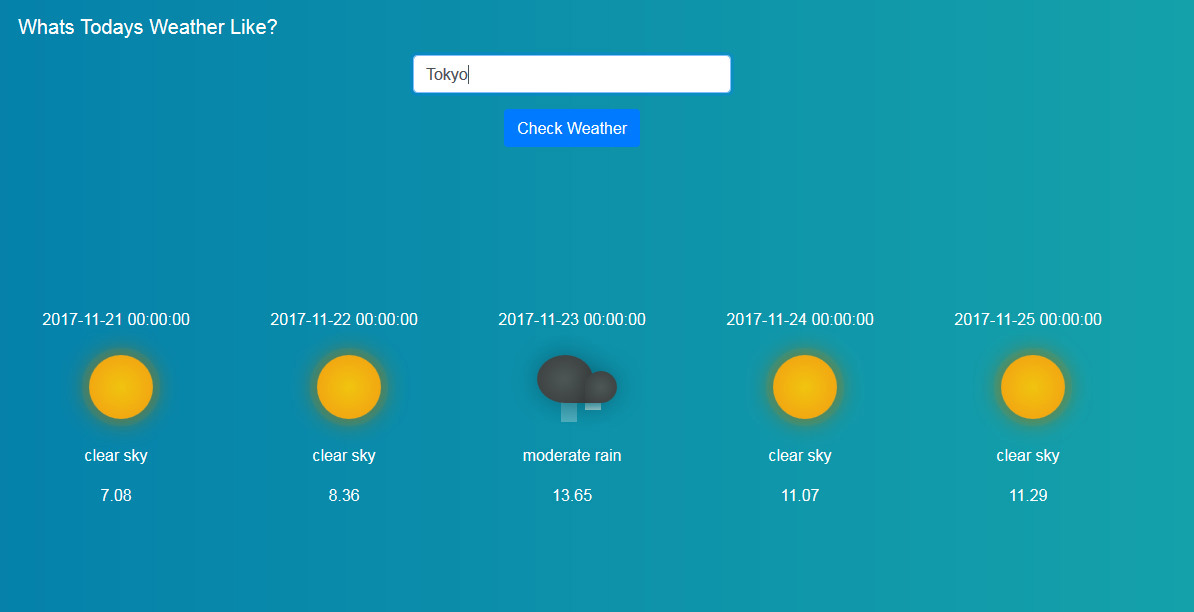 Whats Todays Weather Like?
Tokyo
Check Weather
2017-11-21 00:00:00
clear sky
7.08
2017-11-22 00:00:00
clear sky
8.36
2017-11-23 00:00:00
moderate rain
13.65
2017-11-24 00:00:00
clear sky
11.07
2017-11-25 00:00:00
clear sky
11.29